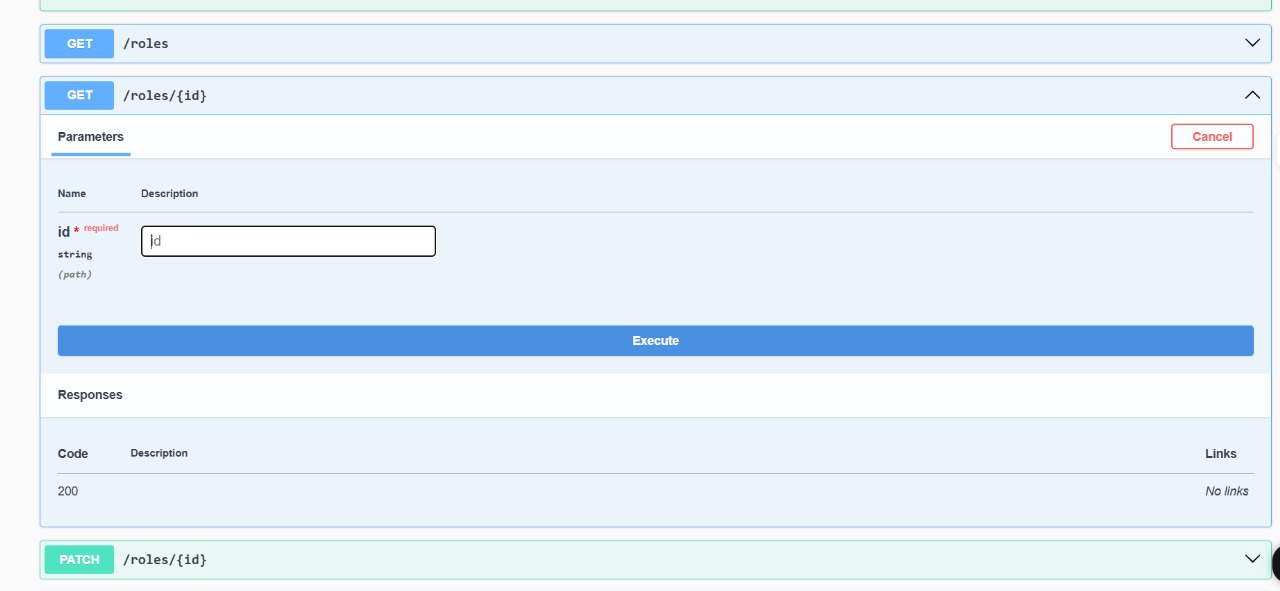 GET /roles
GET /roles/{id}
Parameters Cancel
Name Description
id * required
id
string
(path)
Execute
Responses
Code Description Links
200 No links
PATCH /roles/{id}